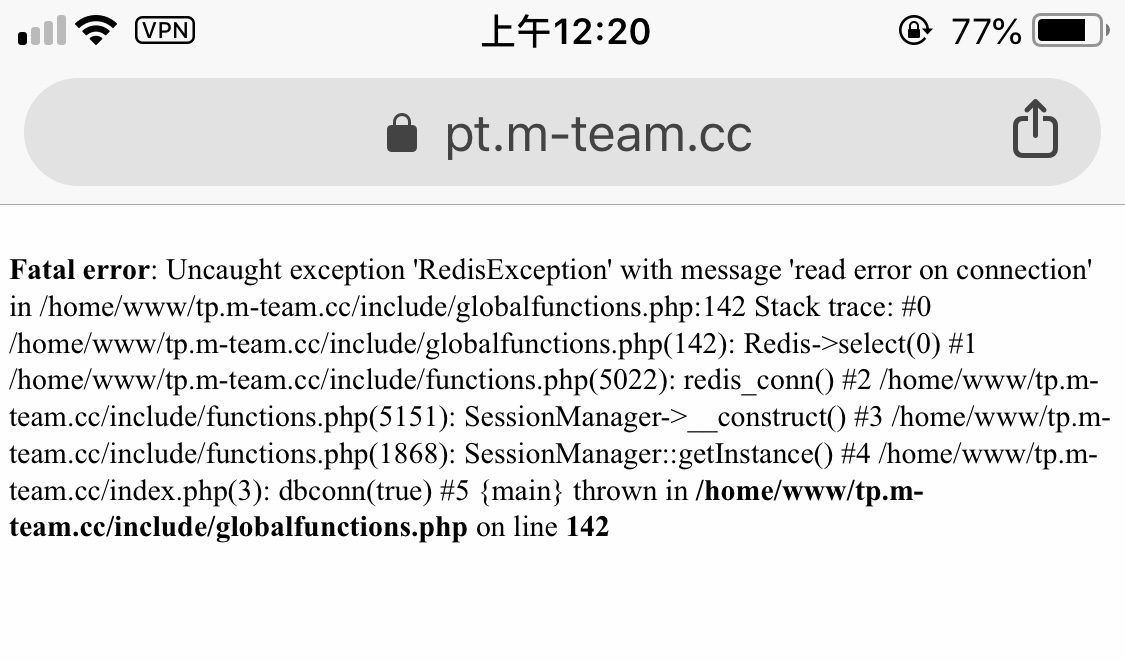 VPN 上午12:20 77%
pt.m-team.cc
Fatal error: Uncaught exception 'RedisException' with message 'read error on connection'
in /home/www/tp.m-team.cc/include/globalfunctions.php:142 Stack trace: #0
/home/www/tp.m-team.cc/include/globalfunctions.php(142): Redis->select(0) #1
/home/www/tp.m-team.cc/include/functions.php(5022): redis_conn() #2 /home/www/tp.m-
team.cc/include/functions.php(5151): SessionManager->__construct() #3 /home/www/tp.m-
team.cc/include/functions.php(1868): SessionManager::getInstance() #4 /home/www/tp.m-
team.cc/index.php(3): dbconn(true) #5 {main} thrown in /home/www/tp.m-
team.cc/include/globalfunctions.php on line 142